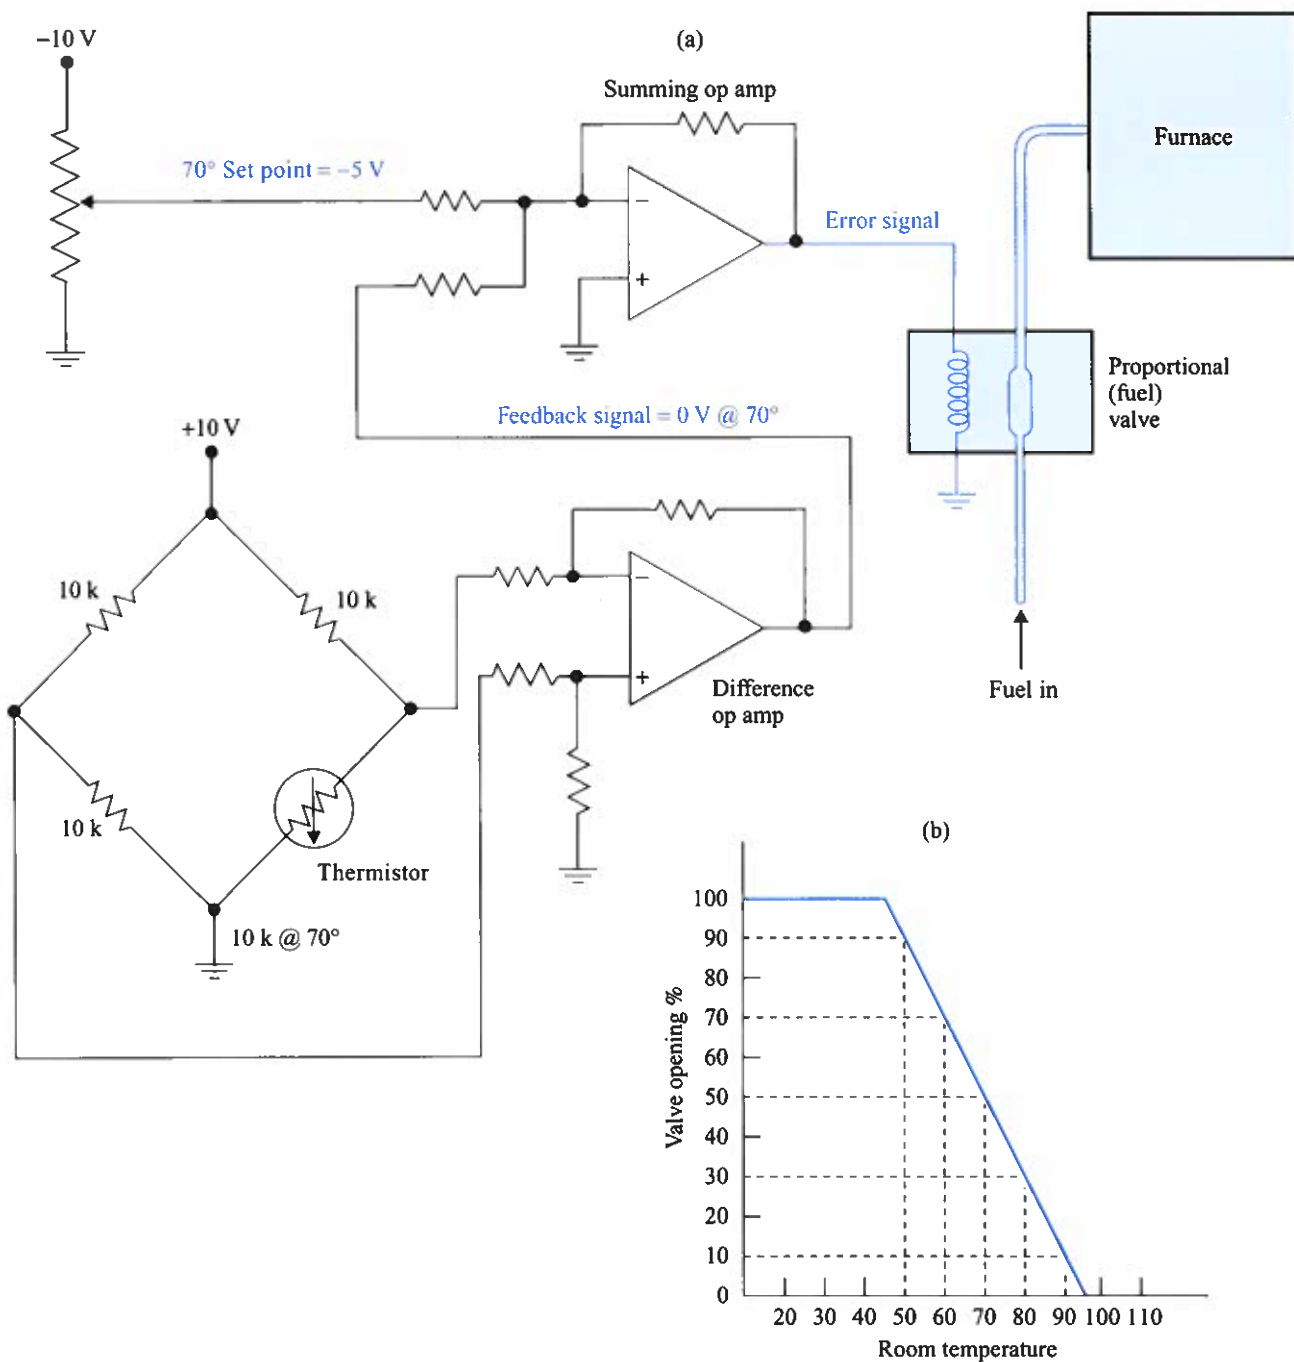 (a)
−10 V
Summing op amp
Furnace
70° Set point = −5 V
−
Error signal
+
Proportional
(fuel)
valve
Feedback signal = 0 V @ 70°
+10 V
10 k
10 k
−
+
Difference
op amp
Fuel in
10 k
Thermistor
10 k @ 70°
(b)
100
90
80
70
60
50
40
30
20
10
0
Valve opening %
20 30 40 50 60 70 80 90 100 110
Room temperature